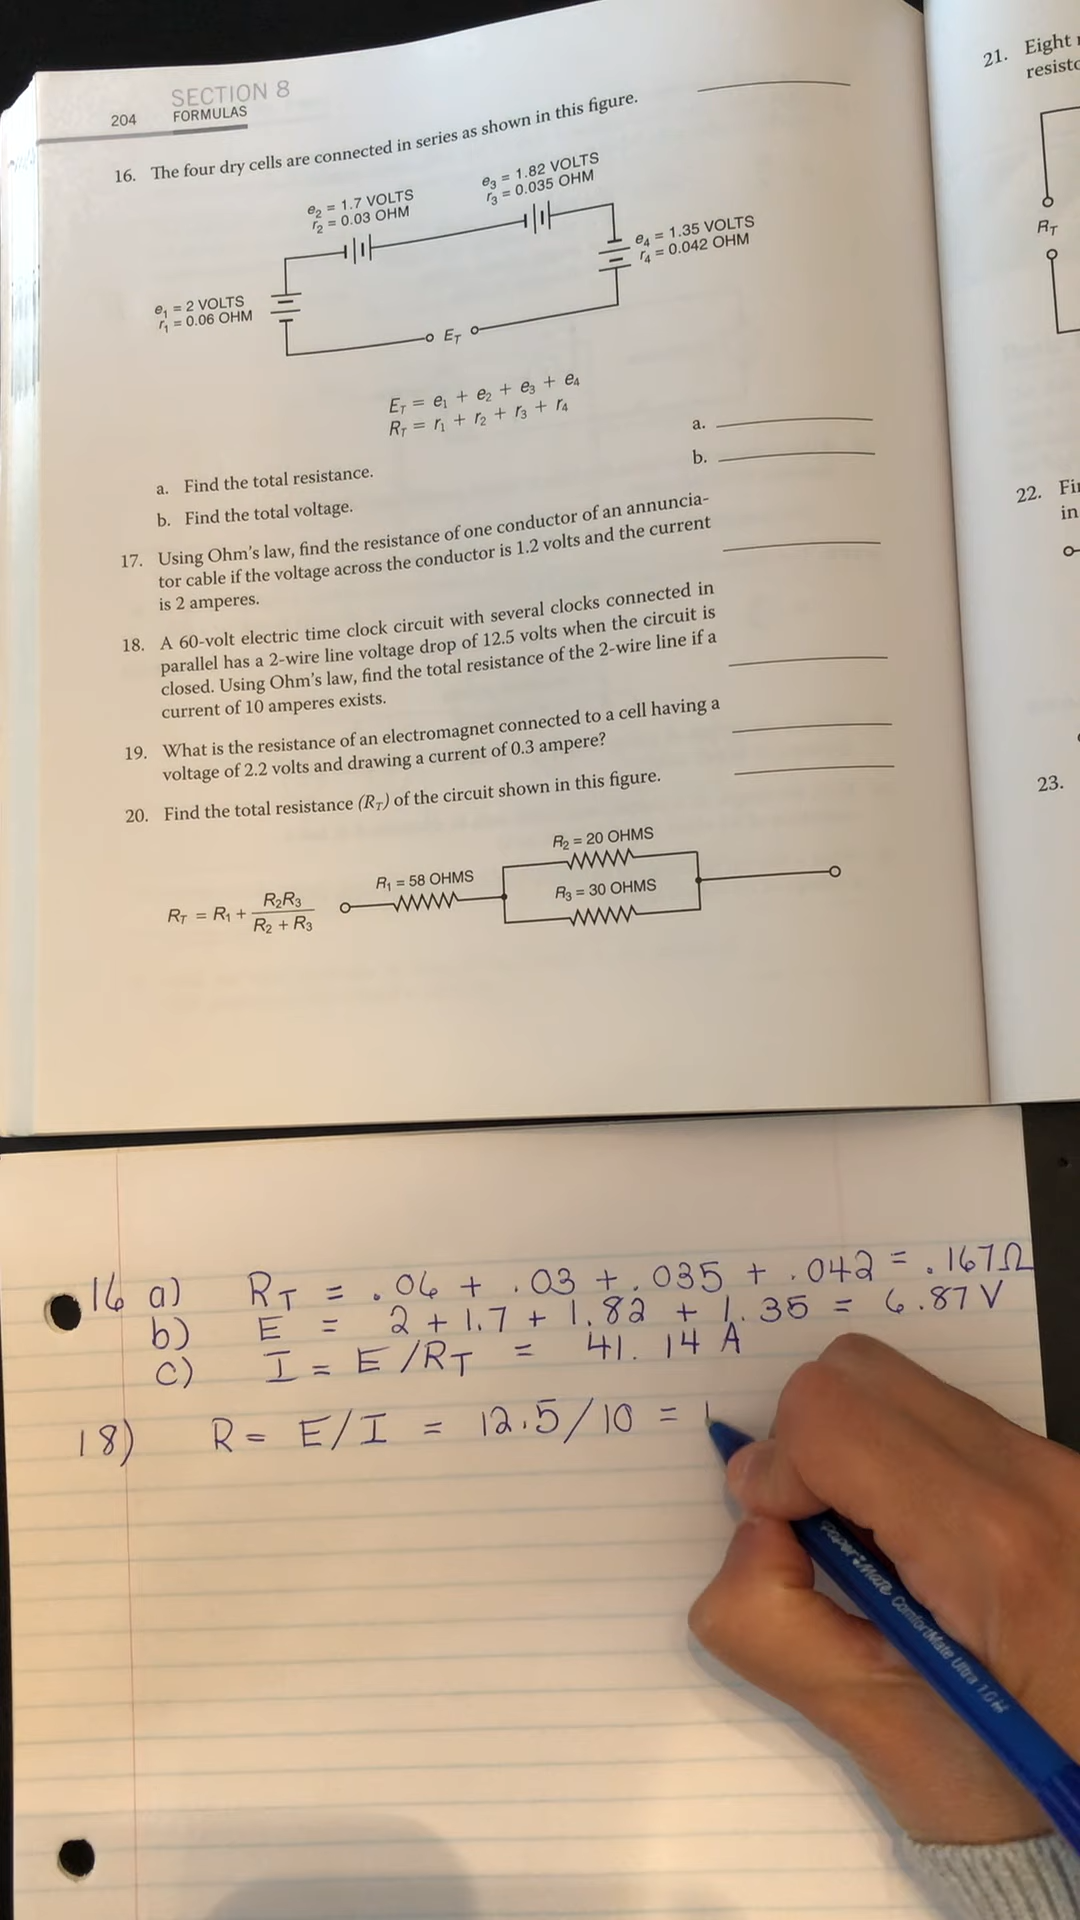 SECTION 8
204 FORMULAS
16. The four dry cells are connected in series as shown in this figure.
e2 = 1.7 VOLTS
r2 = 0.03 OHM
e3 = 1.82 VOLTS
r3 = 0.035 OHM
e4 = 1.35 VOLTS
r4 = 0.042 OHM
e1 = 2 VOLTS
r1 = 0.06 OHM
ET
ET = e1 + e2 + e3 + e4
RT = r1 + r2 + r3 + r4
a. Find the total resistance. a.
b. Find the total voltage. b.
17. Using Ohm's law, find the resistance of one conductor of an annuncia-
tor cable if the voltage across the conductor is 1.2 volts and the current
is 2 amperes.
18. A 60-volt electric time clock circuit with several clocks connected in
parallel has a 2-wire line voltage drop of 12.5 volts when the circuit is
closed. Using Ohm's law, find the total resistance of the 2-wire line if a
current of 10 amperes exists.
19. What is the resistance of an electromagnet connected to a cell having a
voltage of 2.2 volts and drawing a current of 0.3 ampere?
20. Find the total resistance (RT) of the circuit shown in this figure.
RT = R1 + R2R3
R2 + R3
R1 = 58 OHMS
R2 = 20 OHMS
R3 = 30 OHMS
21. Eight
RT
22.
in
23.
16 a) RT = .06 + .03 + .035 + .042 = .167Ω
b) E = 2 + 1.7 + 1.82 + 1.35 = 6.87 V
c) I = E/RT = 41.14 A
18) R = E/I = 12.5/10 =
Paper Mate ComfortMate Ultra 1.0 M